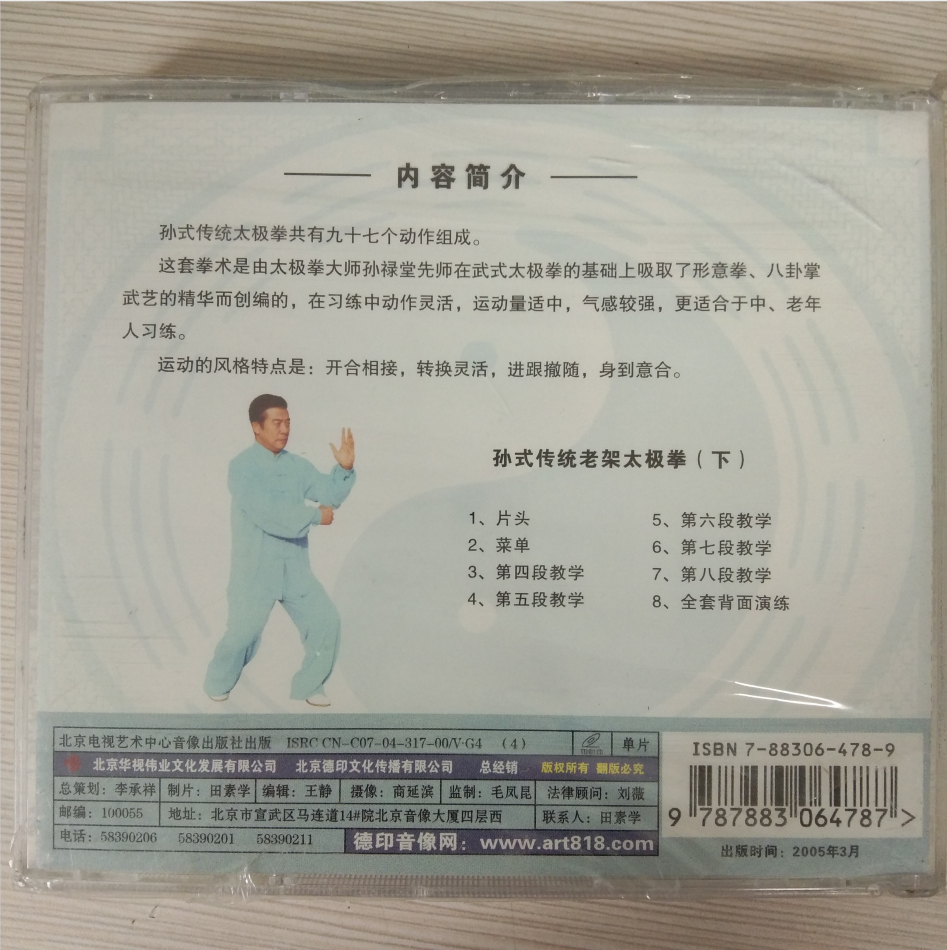 内容简介
孙式传统太极拳共有九十七个动作组成。
这套拳术是由太极拳大师孙禄堂先师在武式太极拳的基础上吸取了形意拳、八卦掌
武艺的精华而创编的，在习练中动作灵活，运动量适中，气感较强，更适合于中、老年
人习练。
运动的风格特点是：开合相接，转换灵活，进跟撤随，身到意合。
孙式传统老架太极拳（下）
1、片头
2、菜单
3、第四段教学
4、第五段教学
5、第六段教学
6、第七段教学
7、第八段教学
8、全套背面演练
北京电视艺术中心音像出版社出版 ISRC CN-C07-04-317-00/V·G4 （4） 单片
北京华视伟业文化发展有限公司 北京德印文化传播有限公司 总经销 版权所有 翻版必究
总策划：李承祥 制片：田素学 编辑：王静 摄像：商延滨 监制：毛凤昆 法律顾问：刘薇
邮编：100055 地址：北京市宣武区马连道14#院北京音像大厦四层西 联系人：田素学
电话：58390206 58390201 58390211 德印音像网：www.art818.com
ISBN 7-88306-478-9
9 787883 064787 >
出版时间：2005年3月